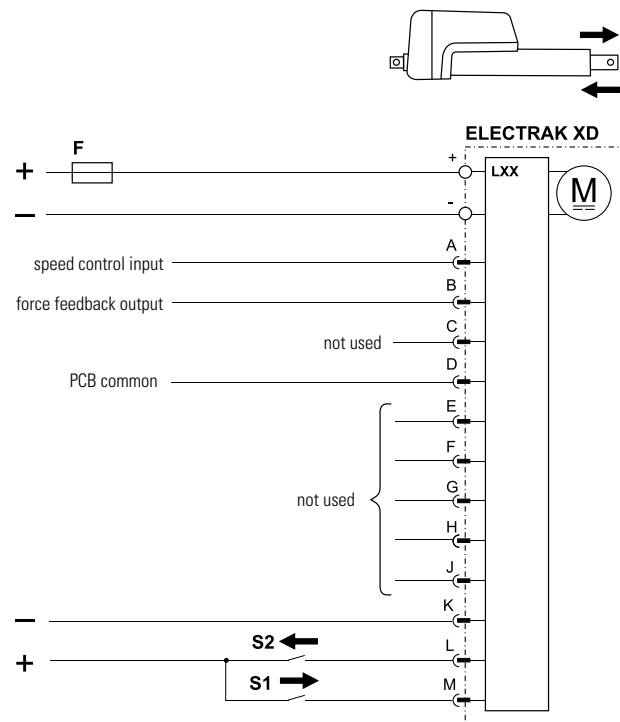 ELECTRAK XD
F
+
+
LXX
M
−
-
A
speed control input
B
force feedback output
C
not used
D
PCB common
E
F
G
not used
H
J
K
−
S2
L
+
S1
M